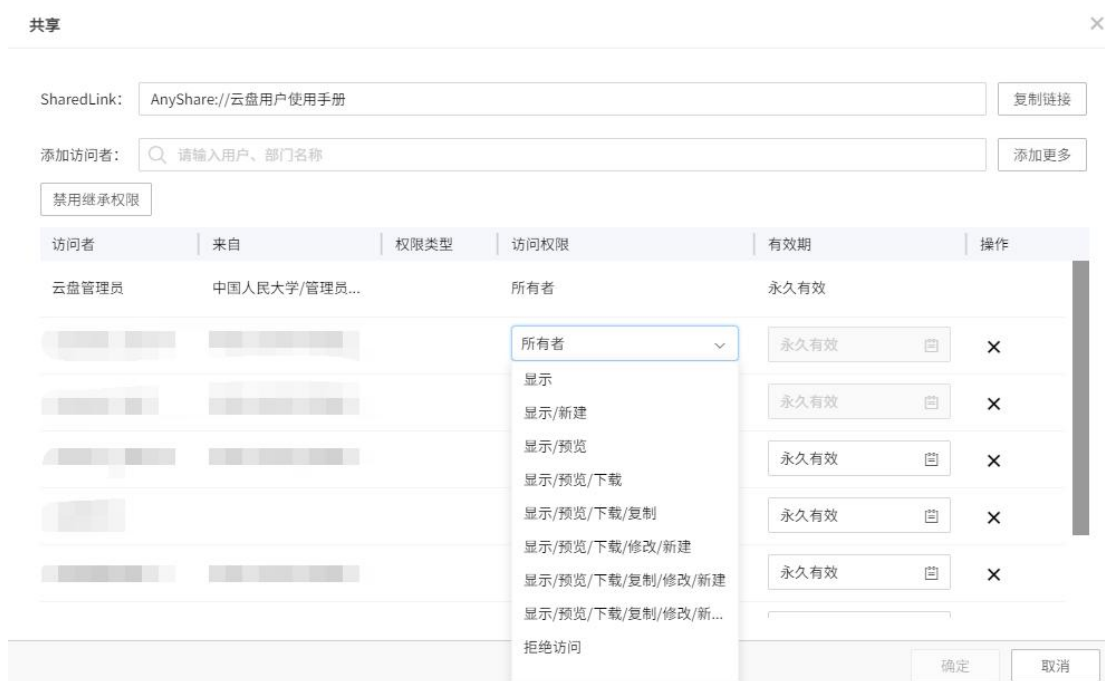 共享
SharedLink: AnyShare://云盘用户使用手册 复制链接
添加访问者: 请输入用户、部门名称 添加更多
禁用继承权限
访问者 来自 权限类型 访问权限 有效期 操作
云盘管理员 中国人民大学/管理员... 所有者 永久有效
所有者 永久有效
显示
显示/新建 永久有效
显示/预览
永久有效
显示/预览/下载
显示/预览/下载/复制 永久有效
显示/预览/下载/修改/新建
显示/预览/下载/复制/修改/新建 永久有效
显示/预览/下载/复制/修改/新...
拒绝访问
确定 取消